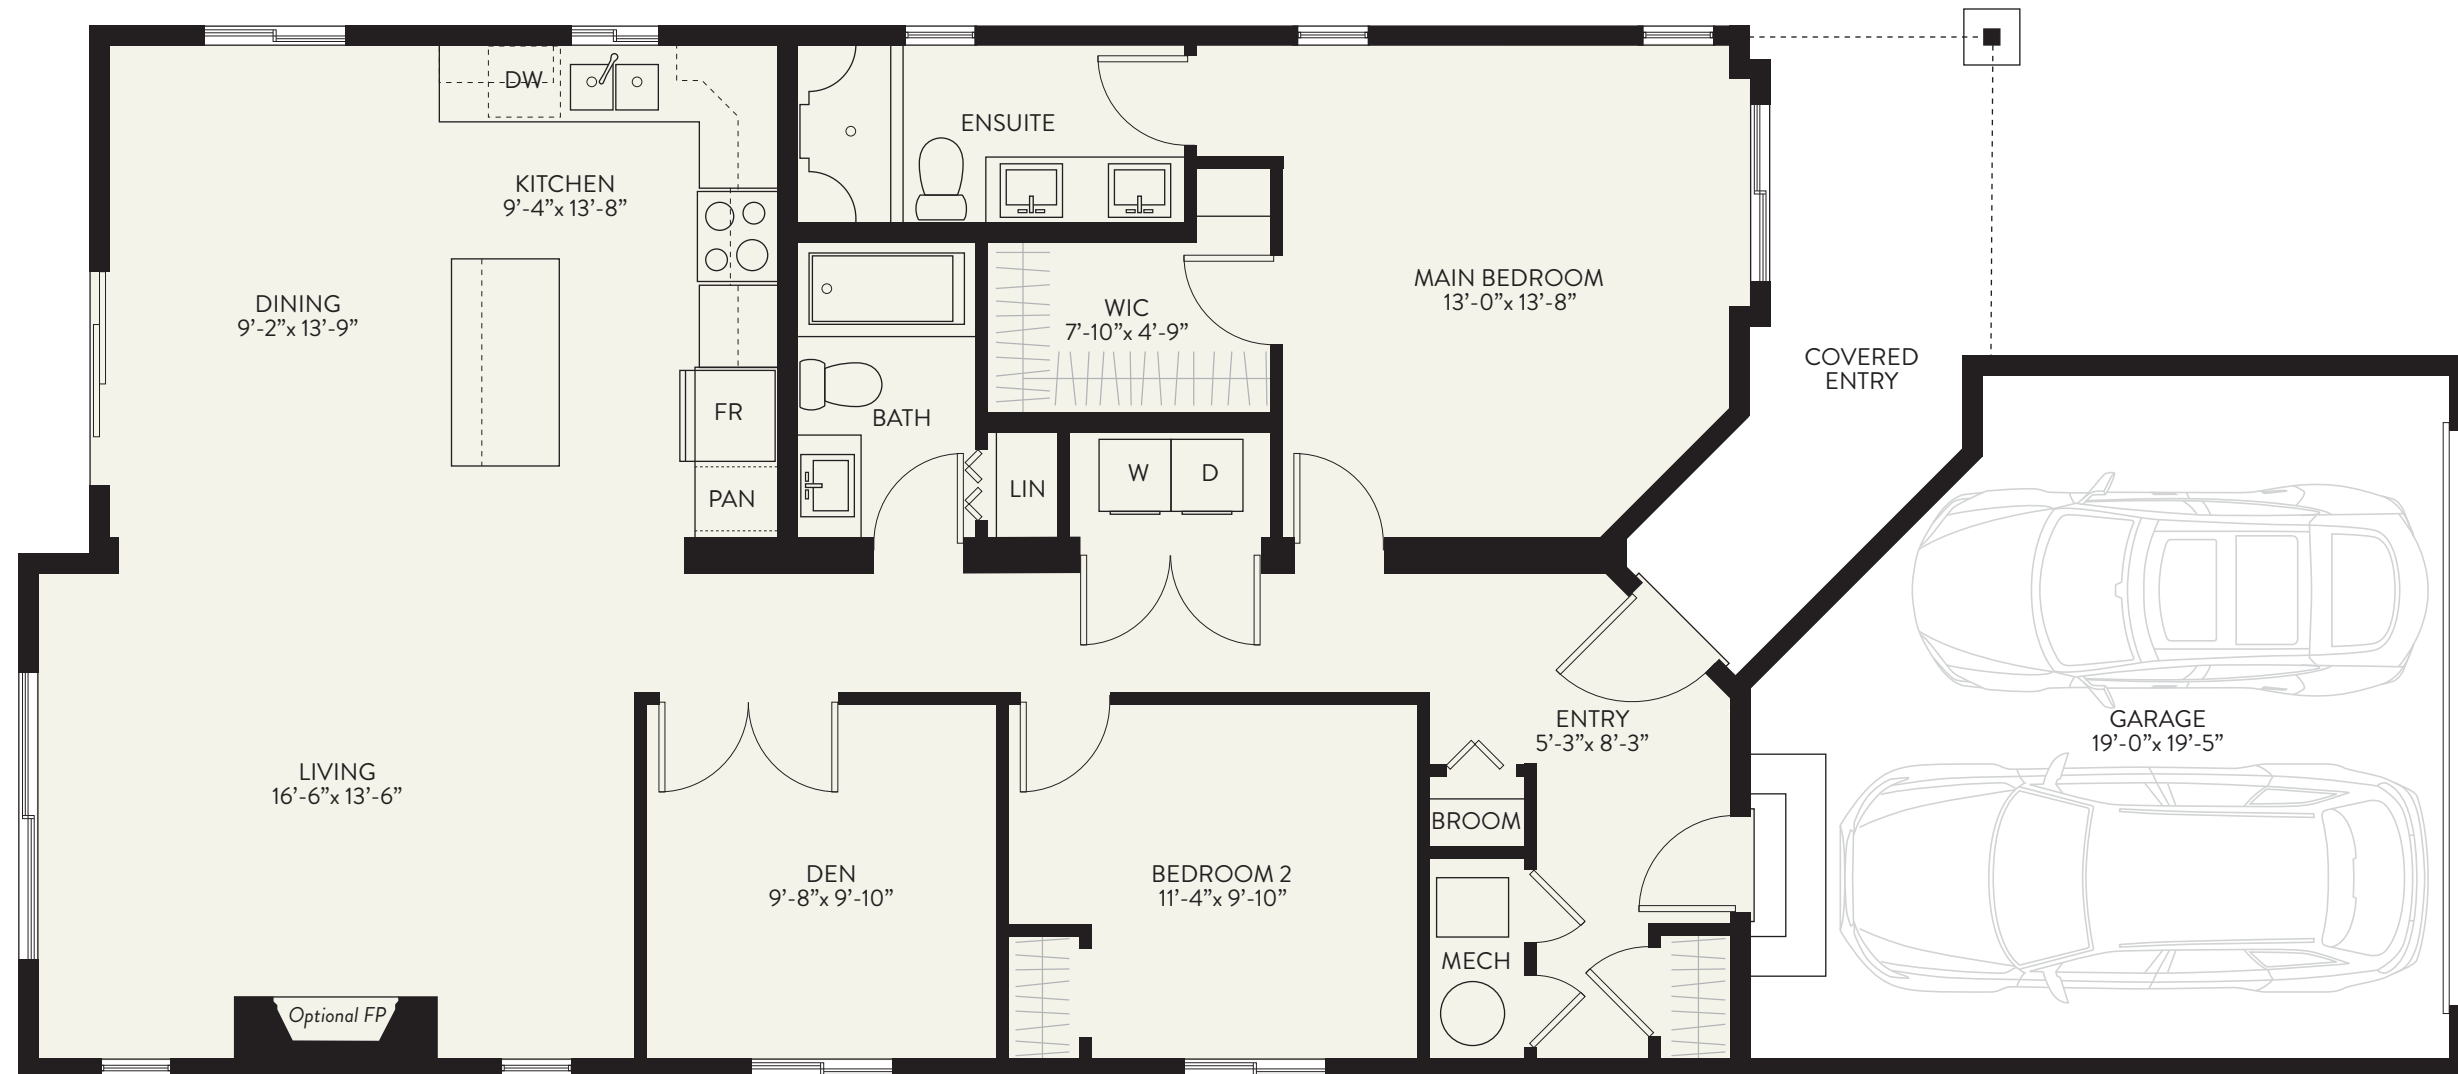 DW
ENSUITE
KITCHEN
9’-4”x 13’-8”
DINING
9’-2”x 13’-9”
WIC
7’-10”x 4’-9”
MAIN BEDROOM
13’-0”x 13’-8”
COVERED
ENTRY
FR
BATH
PAN
LIN
W
D
LIVING
16’-6”x 13’-6”
ENTRY
5’-3”x 8’-3”
GARAGE
19’-0”x 19’-5”
BROOM
DEN
9’-8”x 9’-10”
BEDROOM 2
11’-4”x 9’-10”
MECH
Optional FP